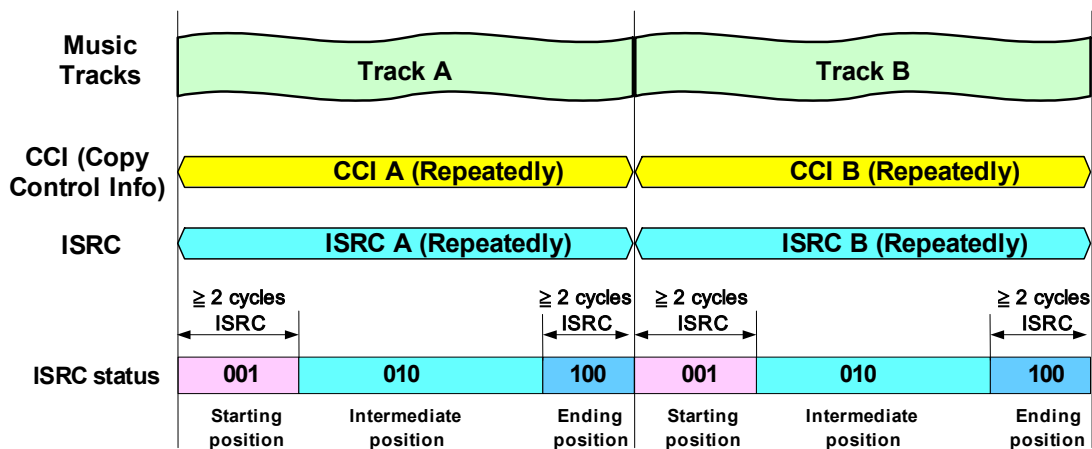 Music
Tracks
Track A
Track B
CCI (Copy
Control Info)
CCI A (Repeatedly)
CCI B (Repeatedly)
ISRC
ISRC A (Repeatedly)
ISRC B (Repeatedly)
≧ 2 cycles
ISRC
≧ 2 cycles
ISRC
≧ 2 cycles
ISRC
≧ 2 cycles
ISRC
ISRC status
001
010
100
001
010
100
Starting
position
Intermediate
position
Ending
position
Starting
position
Intermediate
position
Ending
position